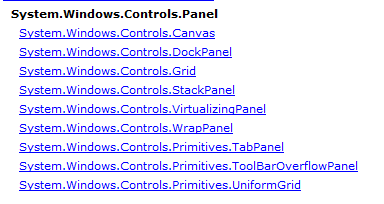 System.Windows.Controls.Panel
System.Windows.Controls.Canvas
System.Windows.Controls.DockPanel
System.Windows.Controls.Grid
System.Windows.Controls.StackPanel
System.Windows.Controls.VirtualizingPanel
System.Windows.Controls.WrapPanel
System.Windows.Controls.Primitives.TabPanel
System.Windows.Controls.Primitives.ToolBarOverflowPanel
System.Windows.Controls.Primitives.UniformGrid